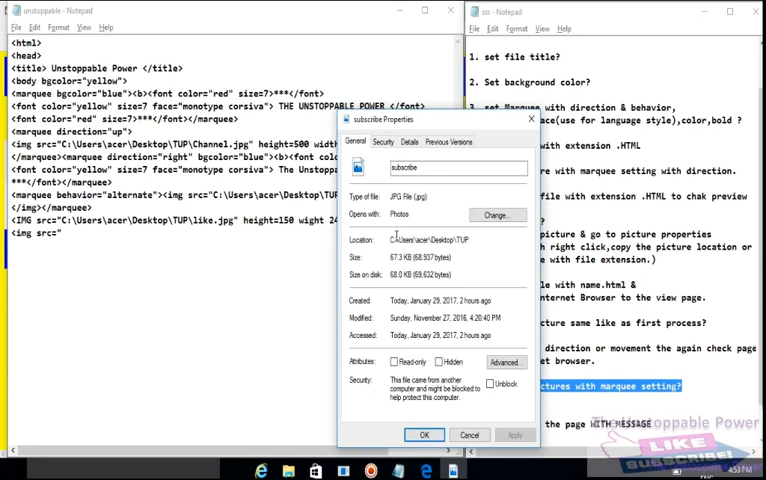 unstoppable - Notepad
File Edit Format View Help
<html>
<head>
<title> Unstoppable Power </title>
<body bgcolor="yellow">
<marquee bgcolor="blue"><b><font color="red" size=7>***</font>
<font color="yellow" size=7 face="monotype corsiva"> THE UNSTOPPABLE POWER </font>
<font color="red" size=7>***</font></marquee>
<marquee direction="up">
<img src="C:\Users\acer\Desktop\TUP\Channel.jpg" height=500 width
</marquee><marquee direction="right" bgcolor="blue"><b><font
<font color="yellow" size=7 face="monotype corsiva"> The Unstoppa
***</font></marquee>
<marquee behavior="alternate"><img src="C:\Users\acer\Desktop\TUP
</img></marquee>
<IMG src="C:\Users\acer\Desktop\TUP\like.jpg" height=150 wight 24
<img src="
subscribe Properties
General Security Details Previous Versions
subscribe
Type of file: JPG File (.jpg)
Opens with: Photos Change...
Location: C:\Users\acer\Desktop\TUP
Size: 67.3 KB (68,937 bytes)
Size on disk: 68.0 KB (69,632 bytes)
Created: Today, January 29, 2017, 2 hours ago
Modified: Sunday, November 27, 2016, 4:20:40 PM
Accessed: Today, January 29, 2017, 2 hours ago
Attributes: Read-only Hidden Advanced...
Security: This file came from another computer and might be blocked to help protect this computer. Unblock
OK Cancel Apply
sss - Notepad
File Edit Format View Help
1. set file title?
2. Set background color?
3. set Marquee with direction & behavior,
ace(use for language style),color,bold ?
with extension .HTML
re with marquee setting with direction.
file with extension .HTML to chak preview
?
picture & go to picture properties
h right click,copy the picture location or
e with file extension.)
le with name.html &
nternet Browser to the view page.
cture same like as first process?
direction or movement the again check page
et browser.
ctures with marquee setting?
the page WITH MESSAGE
The Unstoppable Power
LIKE
SUBSCRIBE!
4:53 PM
ENG